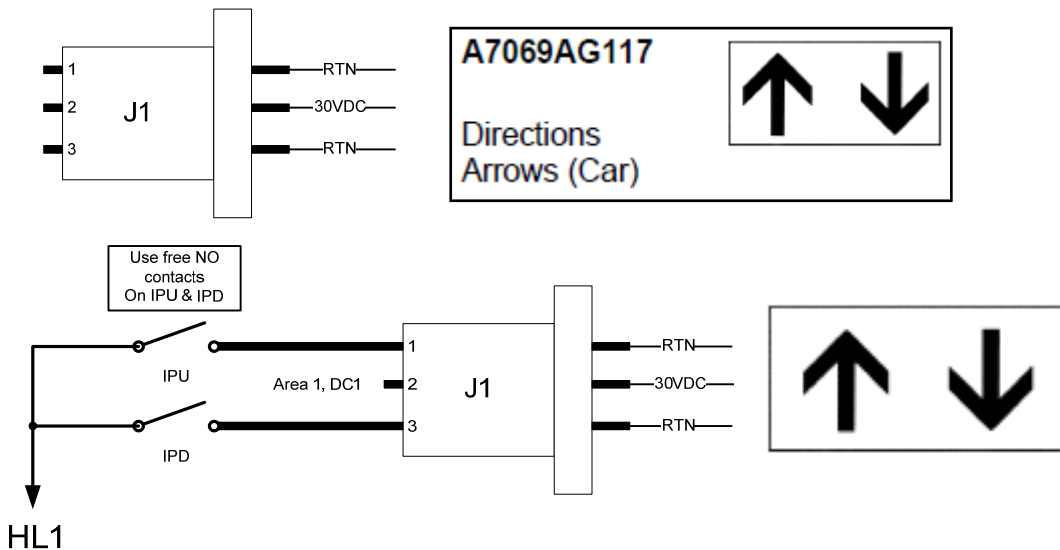 1
2
3
J1
RTN
30VDC
RTN
A7069AG117
Directions
Arrows (Car)
Use free NO
contacts
On IPU & IPD
IPU
Area 1, DC1
IPD
HL1
1
2
3
J1
RTN
30VDC
RTN